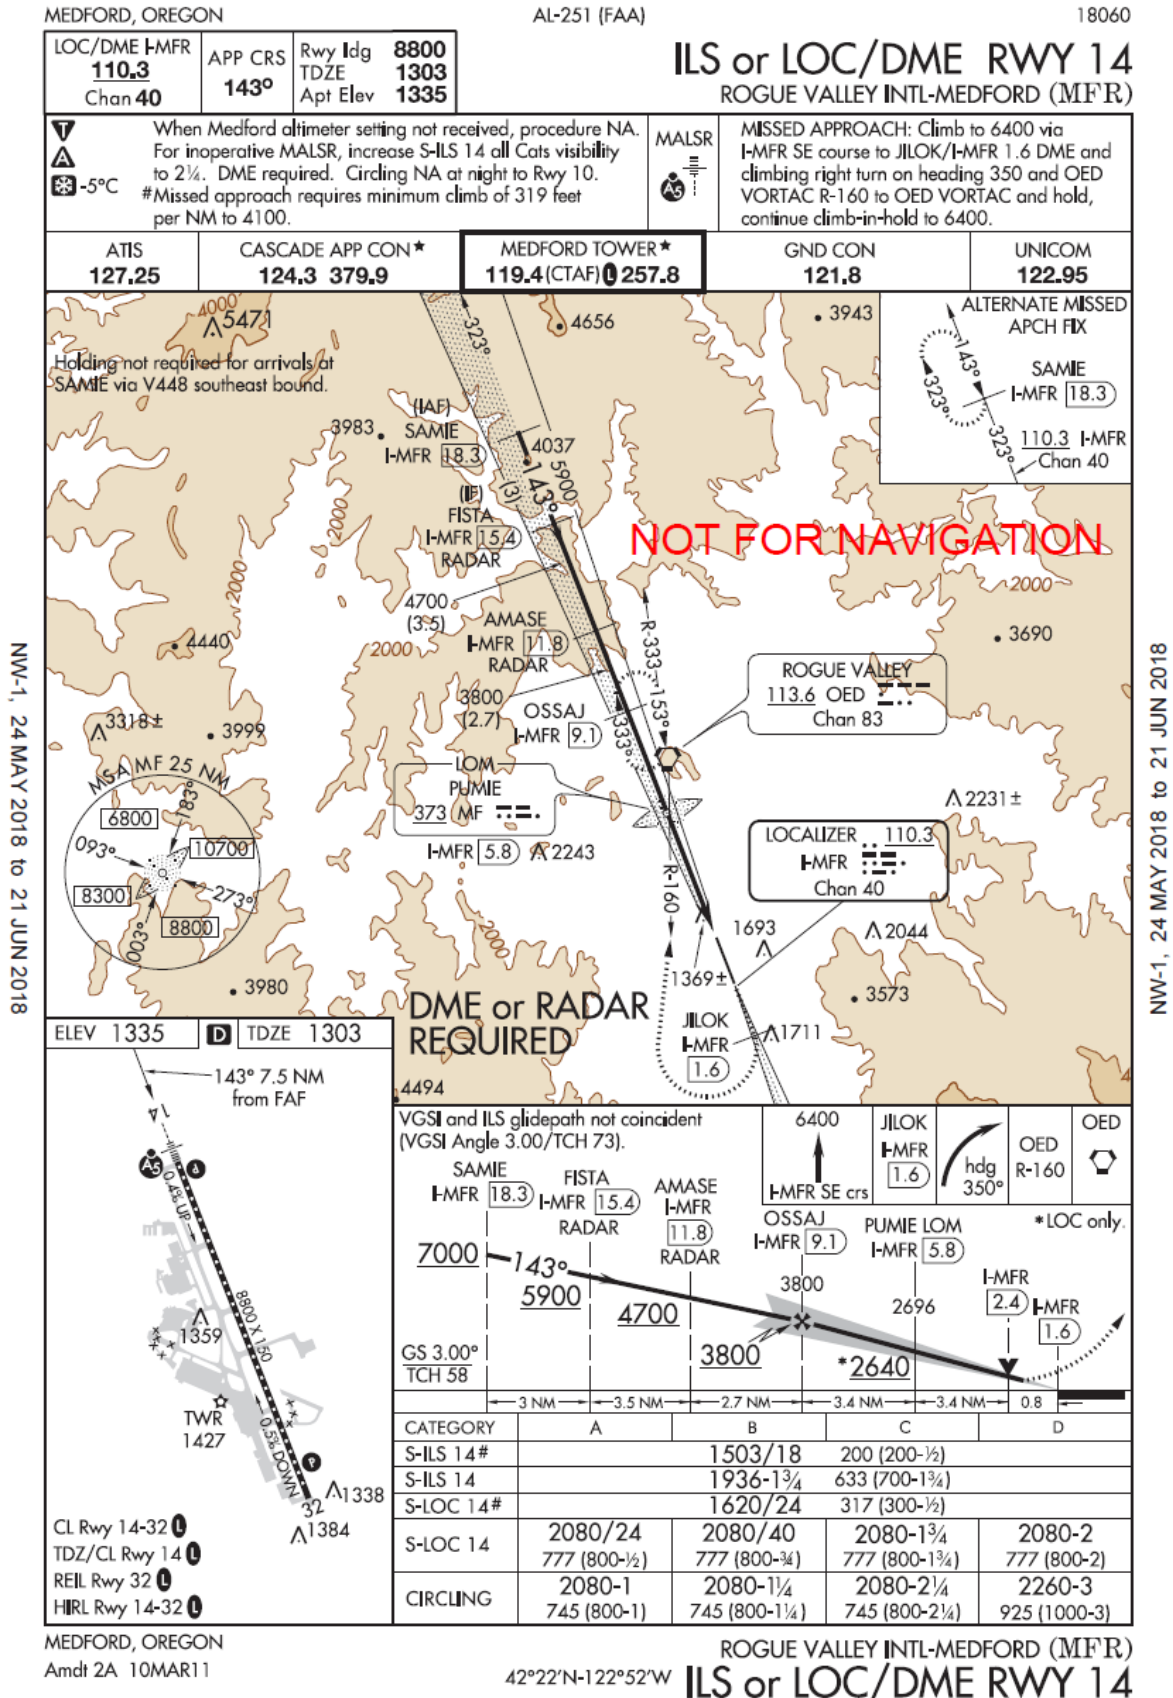 MEDFORD, OREGON
AL-251 (FAA)
18060
LOC/DME I-MFR
110.3
Chan 40
APP CRS
143°
Rwy ldg 8800
TDZE 1303
Apt Elev 1335
ILS or LOC/DME RWY 14
ROGUE VALLEY INTL-MEDFORD (MFR)
T
A
-5°C
When Medford altimeter setting not received, procedure NA.
For inoperative MALSR, increase S-ILS 14 all Cats visibility
to 2¼. DME required. Circling NA at night to Rwy 10.
#Missed approach requires minimum climb of 319 feet
per NM to 4100.
MALSR
A5
MISSED APPROACH: Climb to 6400 via
I-MFR SE course to JILOK/I-MFR 1.6 DME and
climbing right turn on heading 350 and OED
VORTAC R-160 to OED VORTAC and hold,
continue climb-in-hold to 6400.
ATIS
127.25
CASCADE APP CON★
124.3 379.9
MEDFORD TOWER★
119.4(CTAF) L 257.8
GND CON
121.8
UNICOM
122.95
4000
5471
Holding not required for arrivals at
SAMIE via V448 southeast bound.
323°
4656
3943
ALTERNATE MISSED
APCH FIX
143°
323°
SAMIE
I-MFR 18.3
323°
110.3 I-MFR
Chan 40
3983
(IAF)
SAMIE
I-MFR 18.3
4037
5900
143°
(3)
(IF)
FISTA
I-MFR 15.4
RADAR
NOT FOR NAVIGATION
2000
2000
2000
4700
(3.5)
AMASE
I-MFR 11.8
RADAR
R-333
153°
3690
4440
2000
3800
(2.7)
OSSAJ
I-MFR 9.1
333°
ROGUE VALLEY
113.6 OED
Chan 83
3318±
3999
LOM
PUMIE
373 MF
I-MFR 5.8
2243
MSA MF 25 NM
183°
6800
093°
10700
8300
273°
8800
003°
2231±
LOCALIZER 110.3
I-MFR
Chan 40
R-160
2000
1693
2044
1369±
3980
3573
DME or RADAR
REQUIRED
JILOK
I-MFR
1.6
1711
4494
4
NW-1, 24 MAY 2018 to 21 JUN 2018
NW-1, 24 MAY 2018 to 21 JUN 2018
ELEV 1335
D TDZE 1303
143° 7.5 NM
from FAF
14
A5
P
0.4% UP
8800 X 150
1359
TWR
1427
0.5% DOWN
P
32
1338
1384
CL Rwy 14-32 L
TDZ/CL Rwy 14 L
REIL Rwy 32 L
HIRL Rwy 14-32 L
VGSI and ILS glidepath not coincident
(VGSI Angle 3.00/TCH 73).
6400
I-MFR SE crs
JILOK
I-MFR
1.6
hdg
350°
OED
R-160
OED
SAMIE
I-MFR 18.3
FISTA
I-MFR 15.4
RADAR
AMASE
I-MFR
11.8
RADAR
OSSAJ
I-MFR 9.1
PUMIE LOM
I-MFR 5.8
*LOC only.
7000
143°
5900
4700
3800
3800
2696
*2640
I-MFR
2.4
I-MFR
1.6
GS 3.00°
TCH 58
3 NM
3.5 NM
2.7 NM
3.4 NM
3.4 NM
0.8
CATEGORY A B C D
S-ILS 14# 1503/18 200 (200-½)
S-ILS 14 1936-1¾ 633 (700-1¾)
S-LOC 14# 1620/24 317 (300-½)
S-LOC 14
2080/24 2080/40 2080-1¾ 2080-2
777 (800-½) 777 (800-¾) 777 (800-1¾) 777 (800-2)
CIRCLING
2080-1 2080-1¼ 2080-2¼ 2260-3
745 (800-1) 745 (800-1¼) 745 (800-2¼) 925 (1000-3)
MEDFORD, OREGON
Amdt 2A 10MAR11
42°22'N-122°52'W
ROGUE VALLEY INTL-MEDFORD (MFR)
ILS or LOC/DME RWY 14